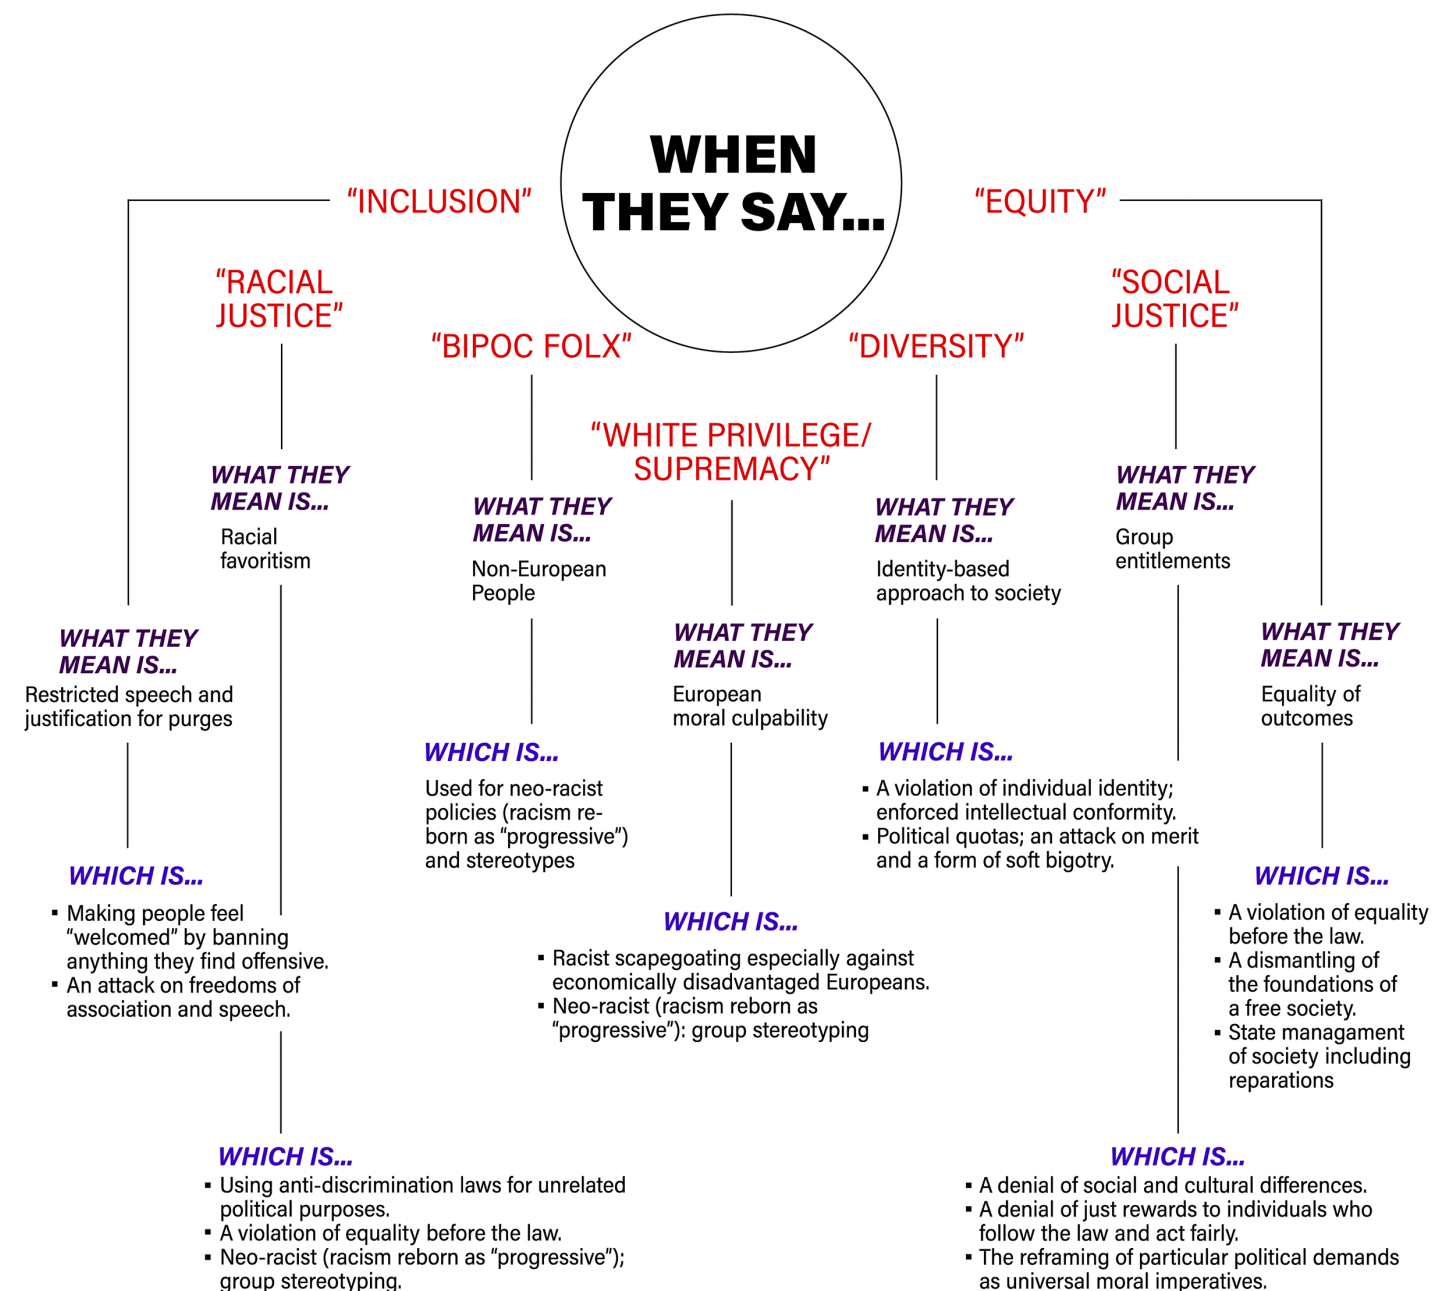 WHEN
THEY SAY...
“INCLUSION”
WHAT THEY
MEAN IS...
Restricted speech and
justification for purges
WHICH IS...
▪ Making people feel
“welcomed” by banning
anything they find offensive.
▪ An attack on freedoms of
association and speech.
“RACIAL
JUSTICE”
WHAT THEY
MEAN IS...
Racial
favoritism
WHICH IS...
▪ Using anti-discrimination laws for unrelated
political purposes.
▪ A violation of equality before the law.
▪ Neo-racist (racism reborn as “progressive”);
group stereotyping.
“BIPOC FOLX”
WHAT THEY
MEAN IS...
Non-European
People
WHICH IS...
Used for neo-racist
policies (racism re-
born as “progressive”)
and stereotypes
“WHITE PRIVILEGE/
SUPREMACY”
WHAT THEY
MEAN IS...
European
moral culpability
WHICH IS...
▪ Racist scapegoating especially against
economically disadvantaged Europeans.
▪ Neo-racist (racism reborn as
“progressive”): group stereotyping
“DIVERSITY”
WHAT THEY
MEAN IS...
Identity-based
approach to society
WHICH IS...
▪ A violation of individual identity;
enforced intellectual conformity.
▪ Political quotas; an attack on merit
and a form of soft bigotry.
“SOCIAL
JUSTICE”
WHAT THEY
MEAN IS...
Group
entitlements
WHICH IS...
▪ A denial of social and cultural differences.
▪ A denial of just rewards to individuals who
follow the law and act fairly.
▪ The reframing of particular political demands
as universal moral imperatives.
“EQUITY”
WHAT THEY
MEAN IS...
Equality of
outcomes
WHICH IS...
▪ A violation of equality
before the law.
▪ A dismantling of
the foundations of
a free society.
▪ State managament
of society including
reparations